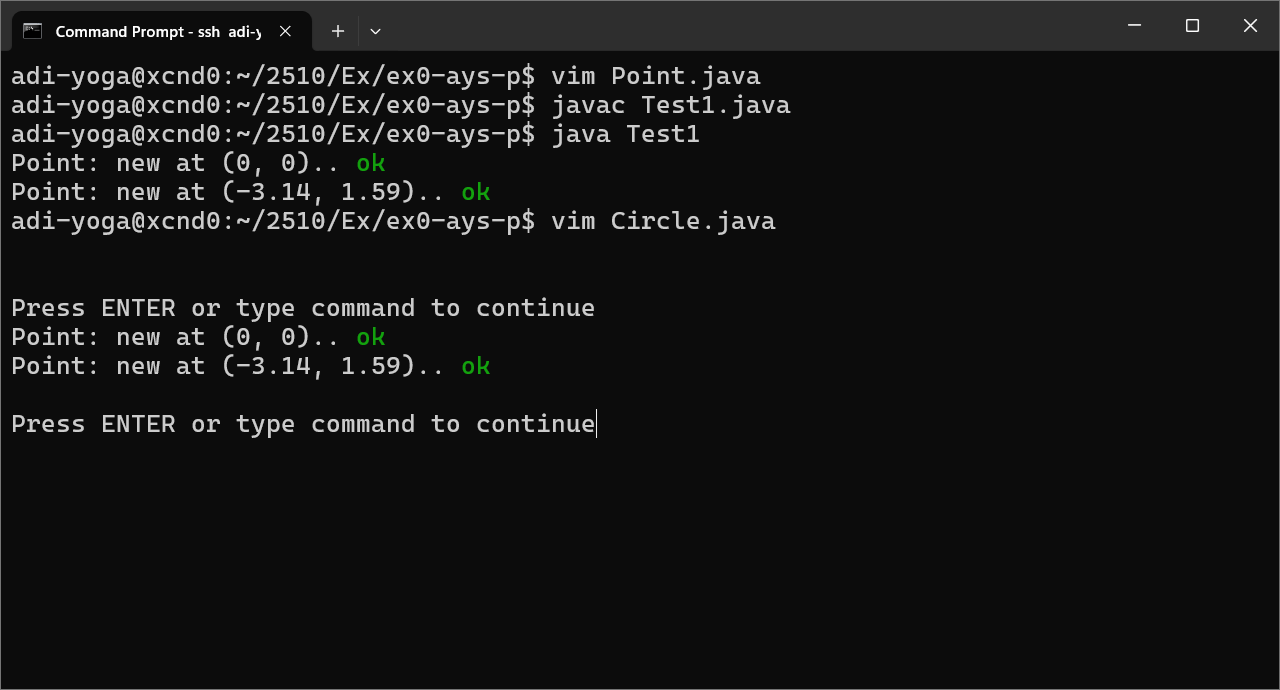 Command Prompt - ssh adi-y
adi-yoga@xcnd0:~/2510/Ex/ex0-ays-p$ vim Point.java
adi-yoga@xcnd0:~/2510/Ex/ex0-ays-p$ javac Test1.java
adi-yoga@xcnd0:~/2510/Ex/ex0-ays-p$ java Test1
Point: new at (0, 0).. ok
Point: new at (-3.14, 1.59).. ok
adi-yoga@xcnd0:~/2510/Ex/ex0-ays-p$ vim Circle.java
Press ENTER or type command to continue
Point: new at (0, 0).. ok
Point: new at (-3.14, 1.59).. ok
Press ENTER or type command to continue